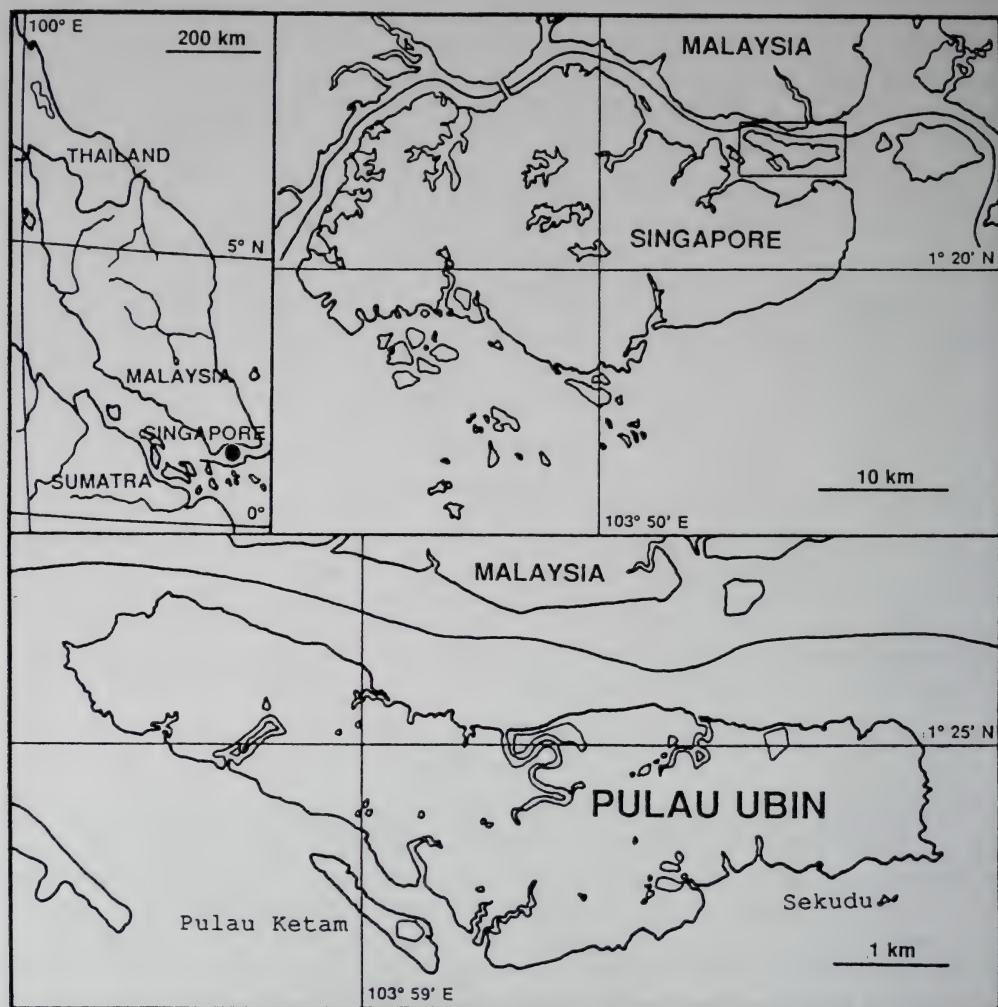 100° E
200 km
THAILAND
5° N
MALAYSIA
SINGAPORE
SUMATRA
0°
MALAYSIA
SINGAPORE
1° 20' N
10 km
103° 50' E
MALAYSIA
1° 25' N
PULAU UBIN
Pulau Ketam
Sekudu
1 km
103° 59' E